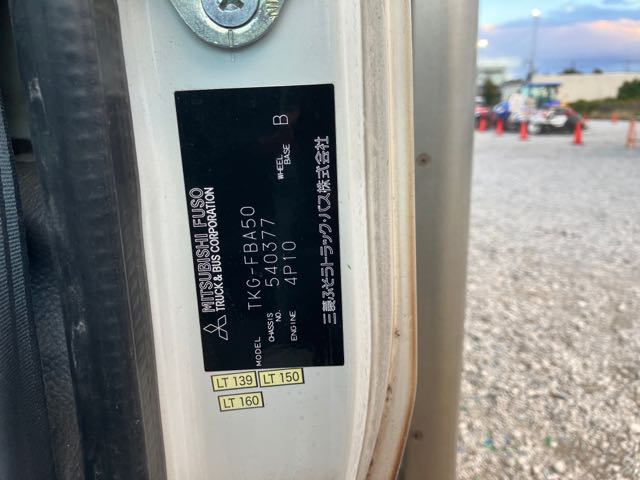 MITSUBISHI FUSO
TRUCK & BUS CORPORATION
MODEL TKG-FBA50
CHASSIS NO. 540377
ENGINE 4P10
WHEEL BASE B
三菱ふそうトラック・バス株式会社
LT 139
LT 150
LT 160